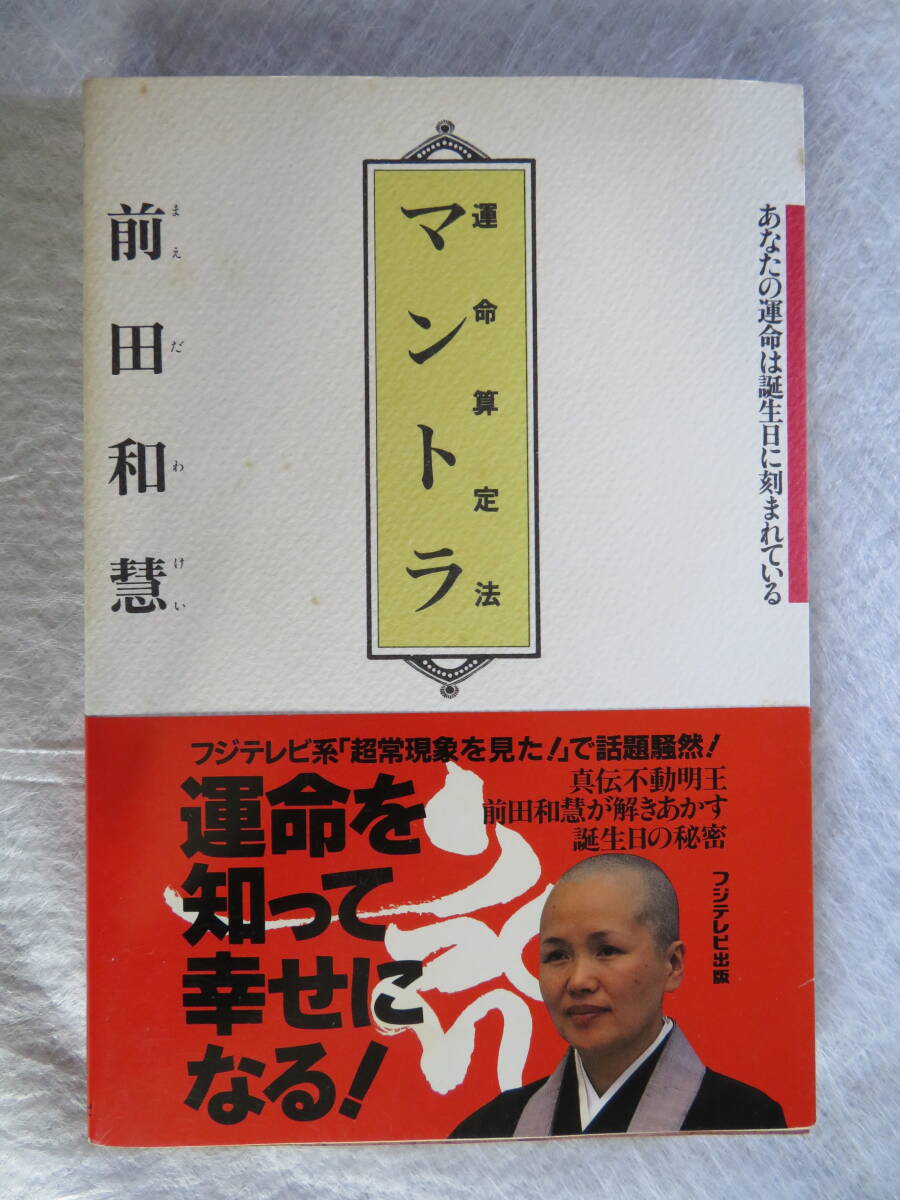 あなたの運命は誕生日に刻まれている
運命算定法
マントラ
前田和慧
まえだわけい
フジテレビ系「超常現象を見た!」で話題騒然!
真伝不動明王
前田和慧が解きあかす
誕生日の秘密
運命を
知って
幸せに
なる!
フジテレビ出版